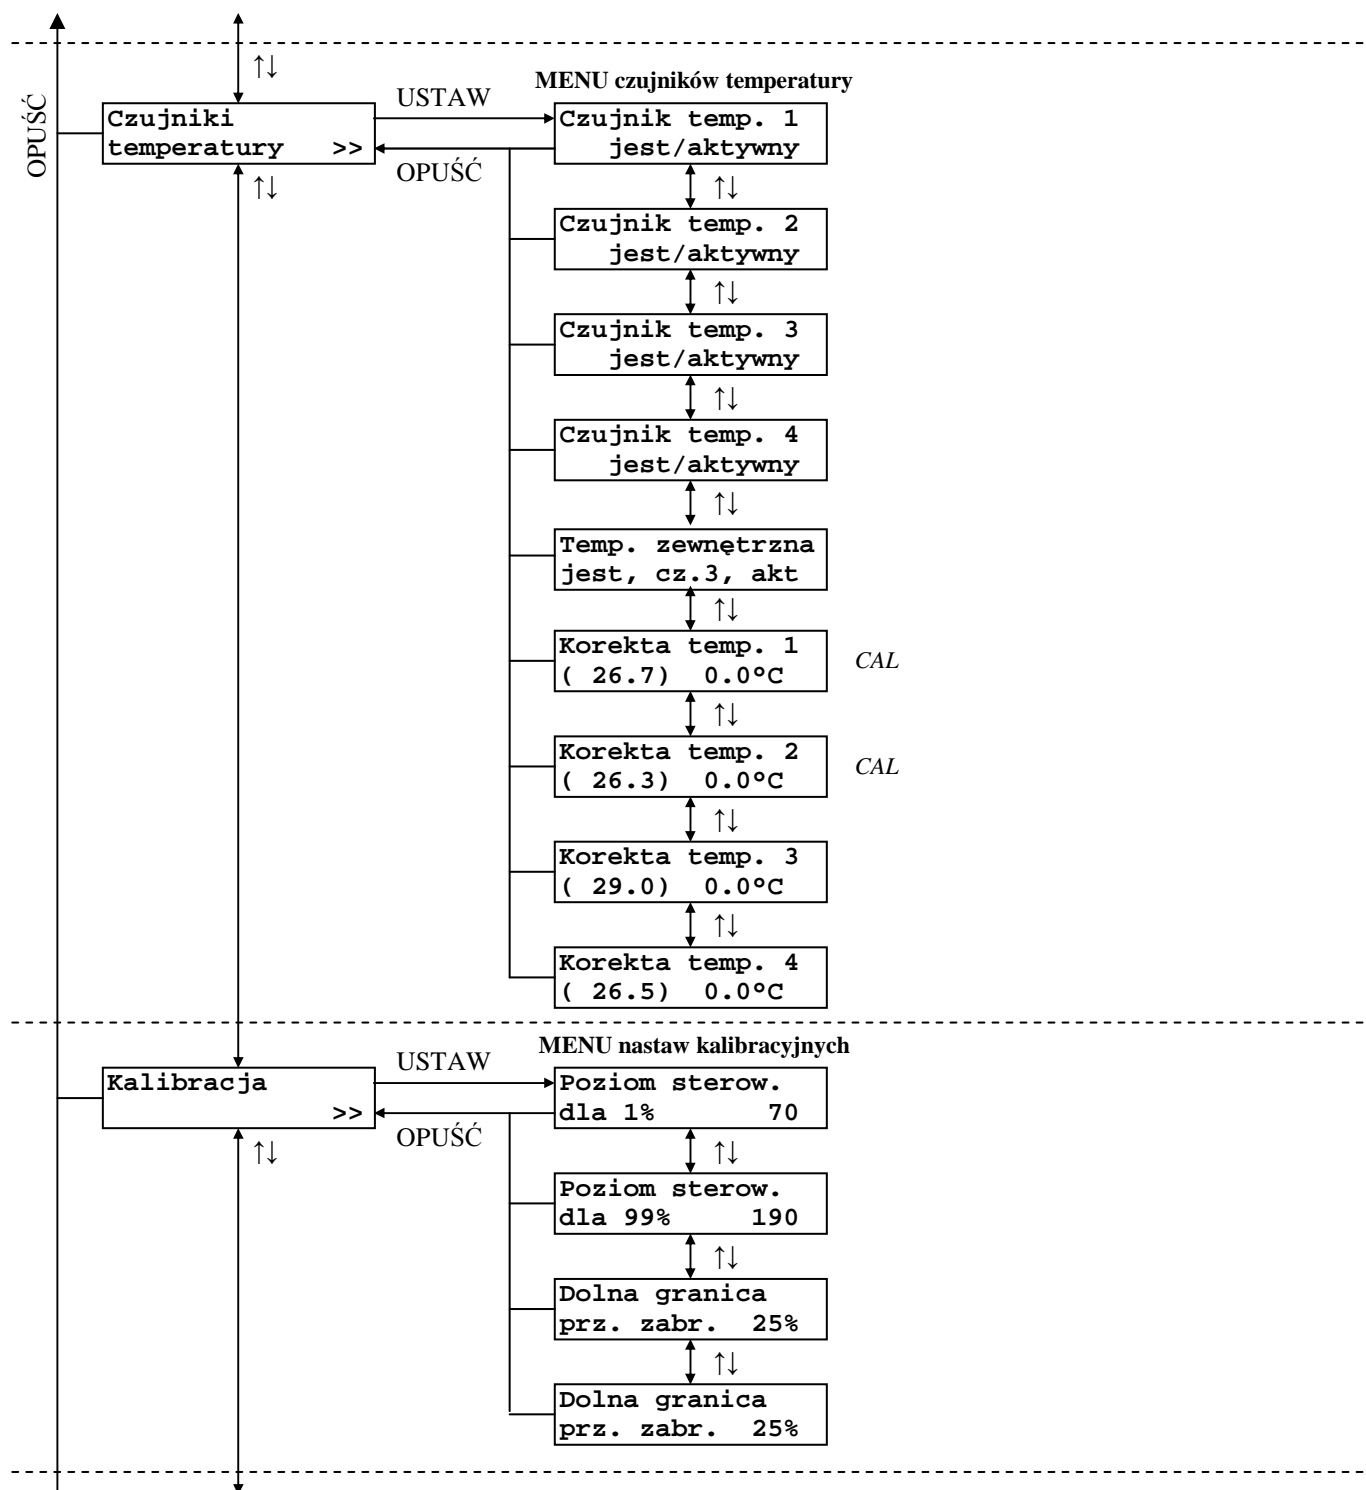 ↑↓
MENU czujników temperatury
OPUŚĆ
Czujniki
temperatury >>
USTAW
OPUŚĆ
↑↓
Czujnik temp. 1
jest/aktywny
↑↓
Czujnik temp. 2
jest/aktywny
↑↓
Czujnik temp. 3
jest/aktywny
↑↓
Czujnik temp. 4
jest/aktywny
↑↓
Temp. zewnętrzna
jest, cz.3, akt
↑↓
Korekta temp. 1
( 26.7) 0.0°C
CAL
↑↓
Korekta temp. 2
( 26.3) 0.0°C
CAL
↑↓
Korekta temp. 3
( 29.0) 0.0°C
↑↓
Korekta temp. 4
( 26.5) 0.0°C
MENU nastaw kalibracyjnych
Kalibracja
>>
USTAW
OPUŚĆ
↑↓
Poziom sterow.
dla 1% 70
↑↓
Poziom sterow.
dla 99% 190
↑↓
Dolna granica
prz. zabr. 25%
↑↓
Dolna granica
prz. zabr. 25%